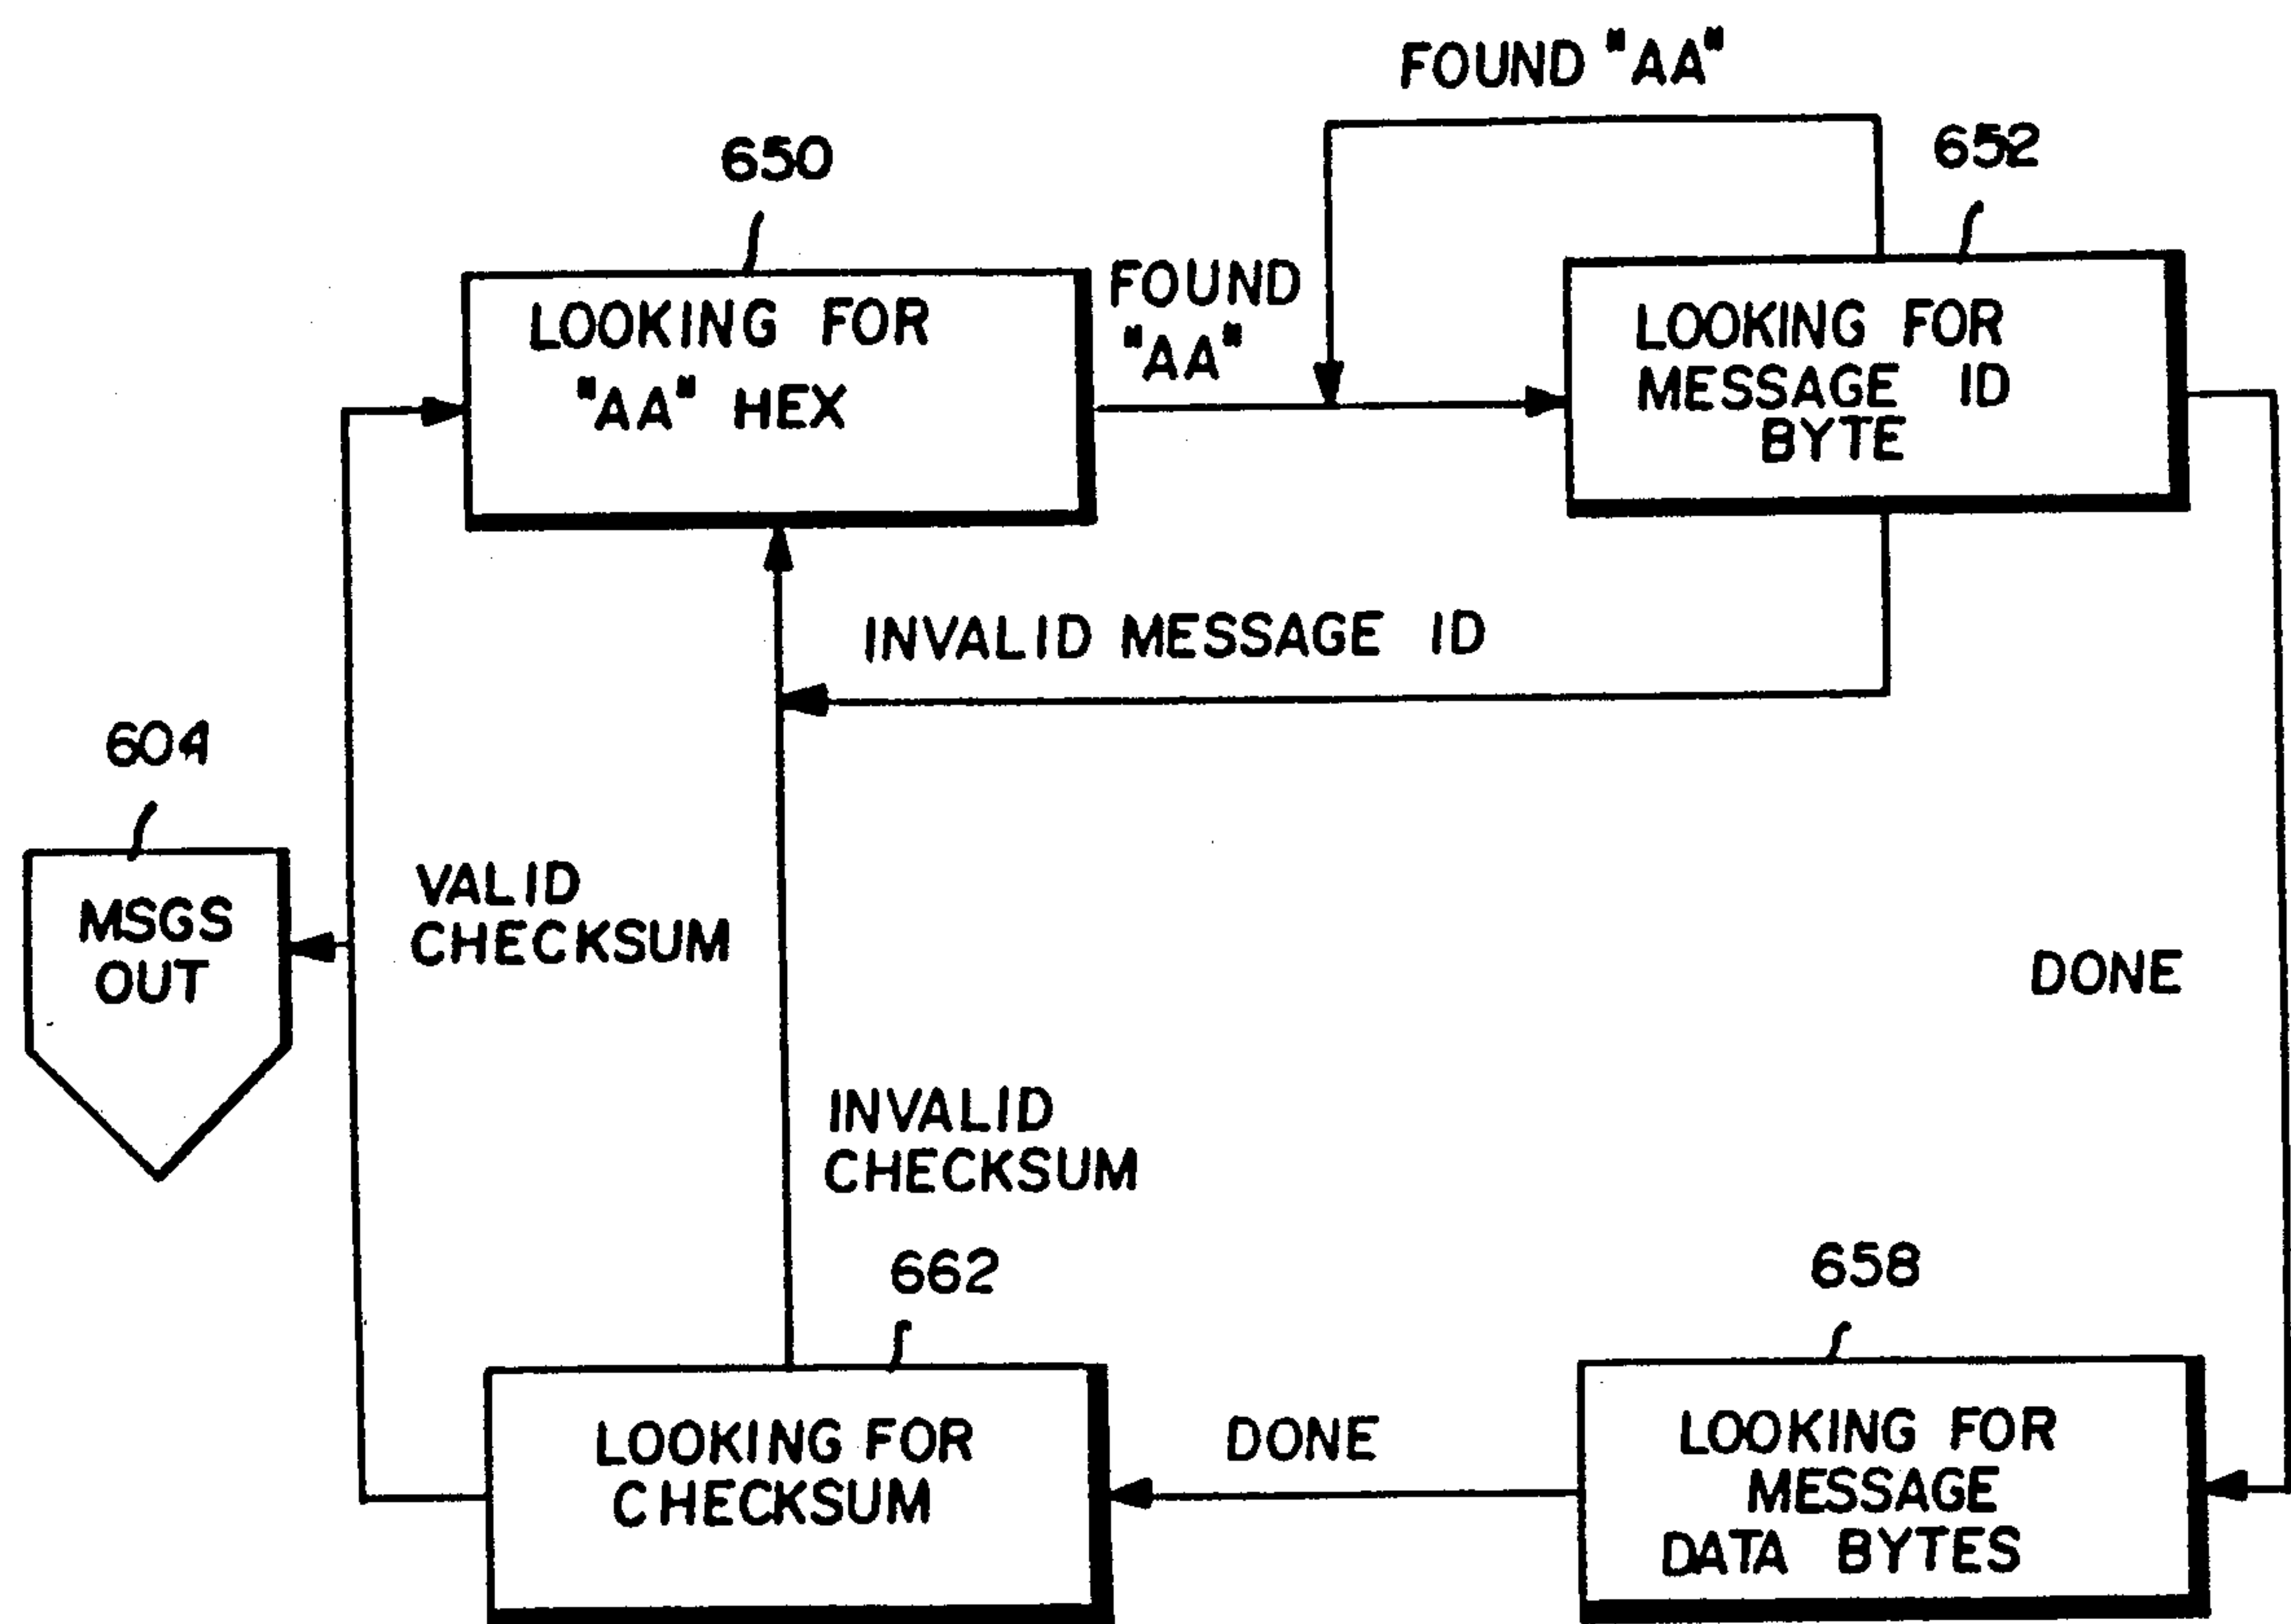 FOUND "AA"
650
652
LOOKING FOR
"AA" HEX
FOUND
"AA"
LOOKING FOR
MESSAGE ID
BYTE
INVALID MESSAGE ID
604
MSGS
OUT
VALID
CHECKSUM
DONE
INVALID
CHECKSUM
662
658
LOOKING FOR
CHECKSUM
DONE
LOOKING FOR
MESSAGE
DATA BYTES